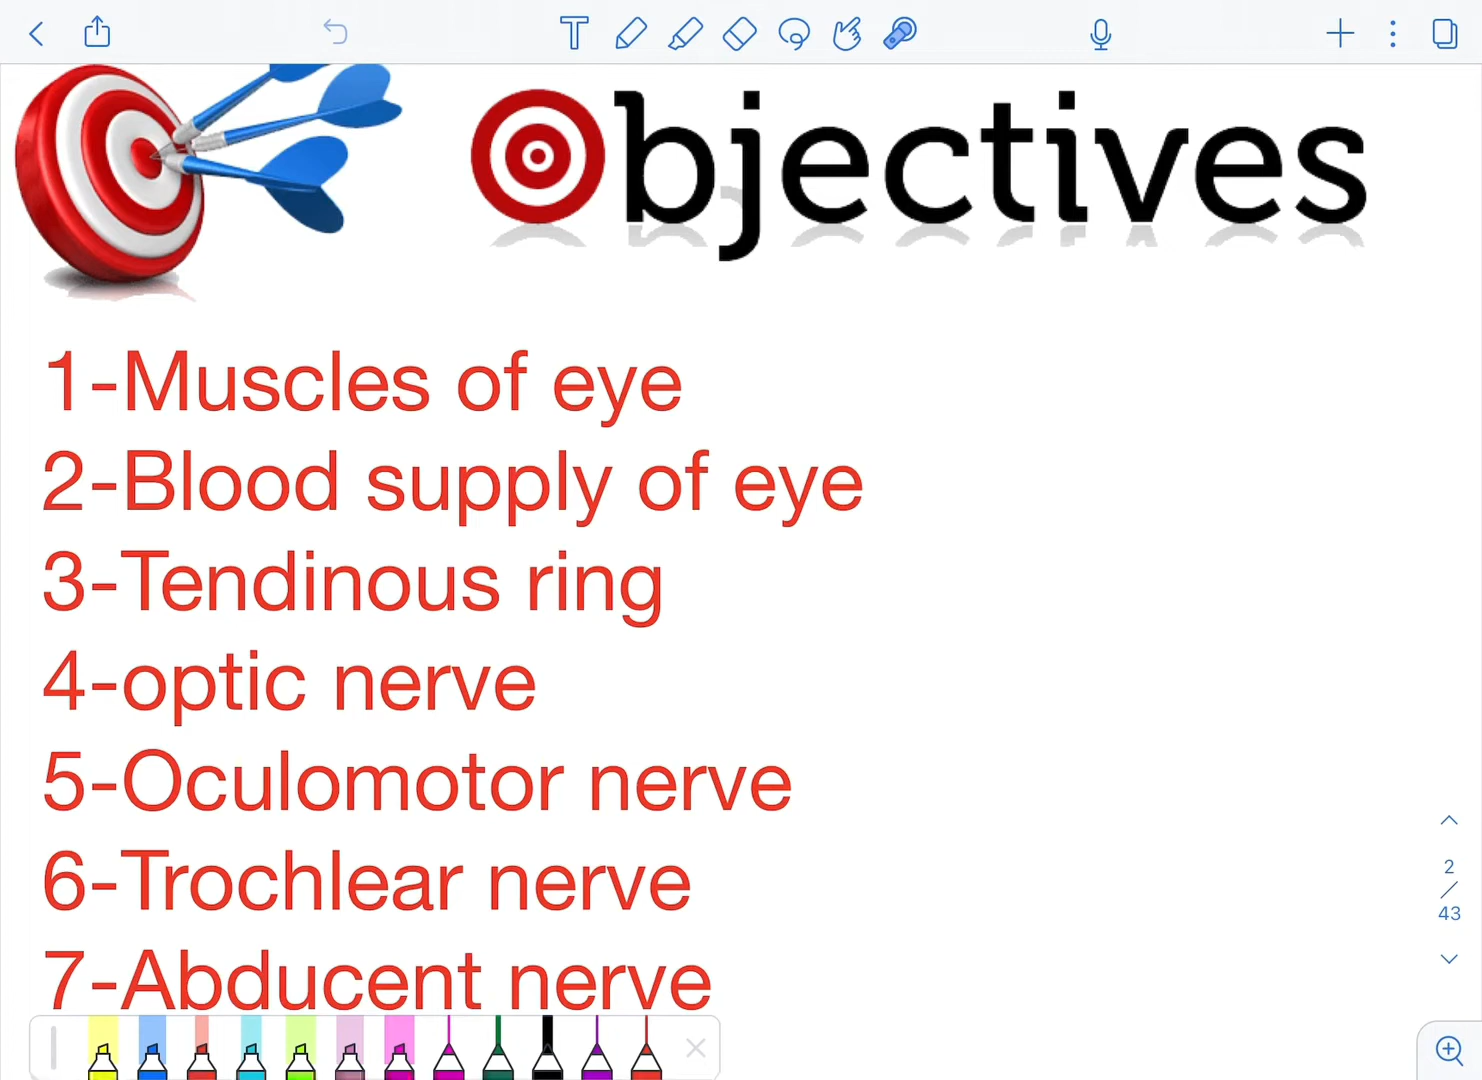 Objectives
1-Muscles of eye
2-Blood supply of eye
3-Tendinous ring
4-optic nerve
5-Oculomotor nerve
6-Trochlear nerve
7-Abducent nerve
2
/
43